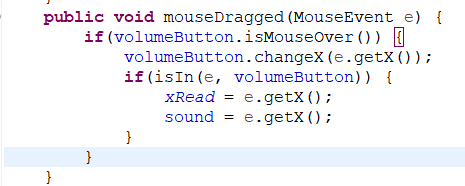 public void mouseDragged(MouseEvent e) {
if(volumeButton.isMouseOver()) {
volumeButton.changeX(e.getX());
if(isIn(e, volumeButton)) {
xRead = e.getX();
sound = e.getX();
}
}
}